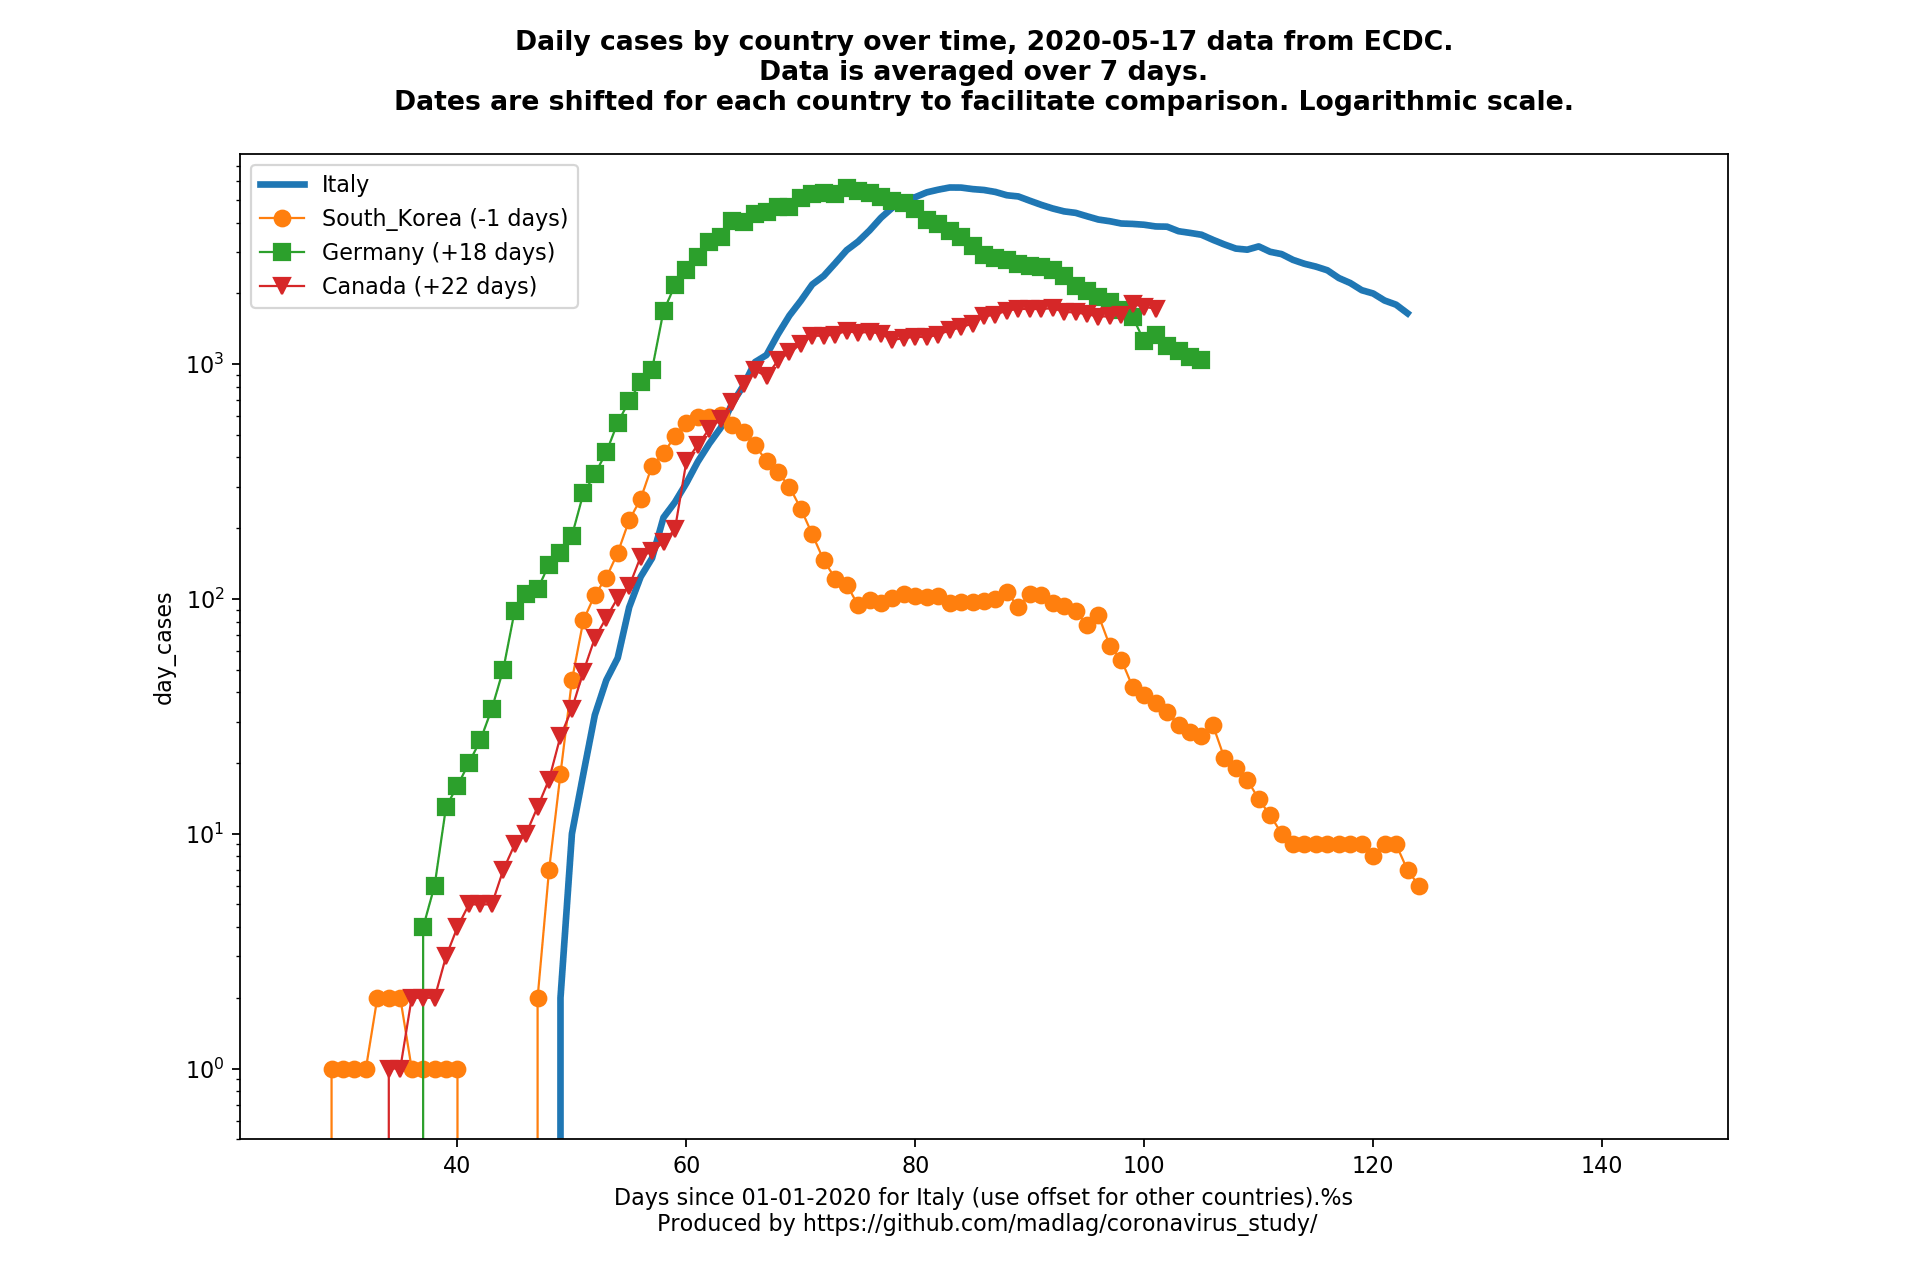 Daily cases by country over time, 2020-05-17 data from ECDC.
Data is averaged over 7 days.
Dates are shifted for each country to facilitate comparison. Logarithmic scale.
Italy
South_Korea (-1 days)
Germany (+18 days)
Canada (+22 days)
10³
10²
10¹
10⁰
day_cases
40 60 80 100 120 140
Days since 01-01-2020 for Italy (use offset for other countries).%s
Produced by https://github.com/madlag/coronavirus_study/